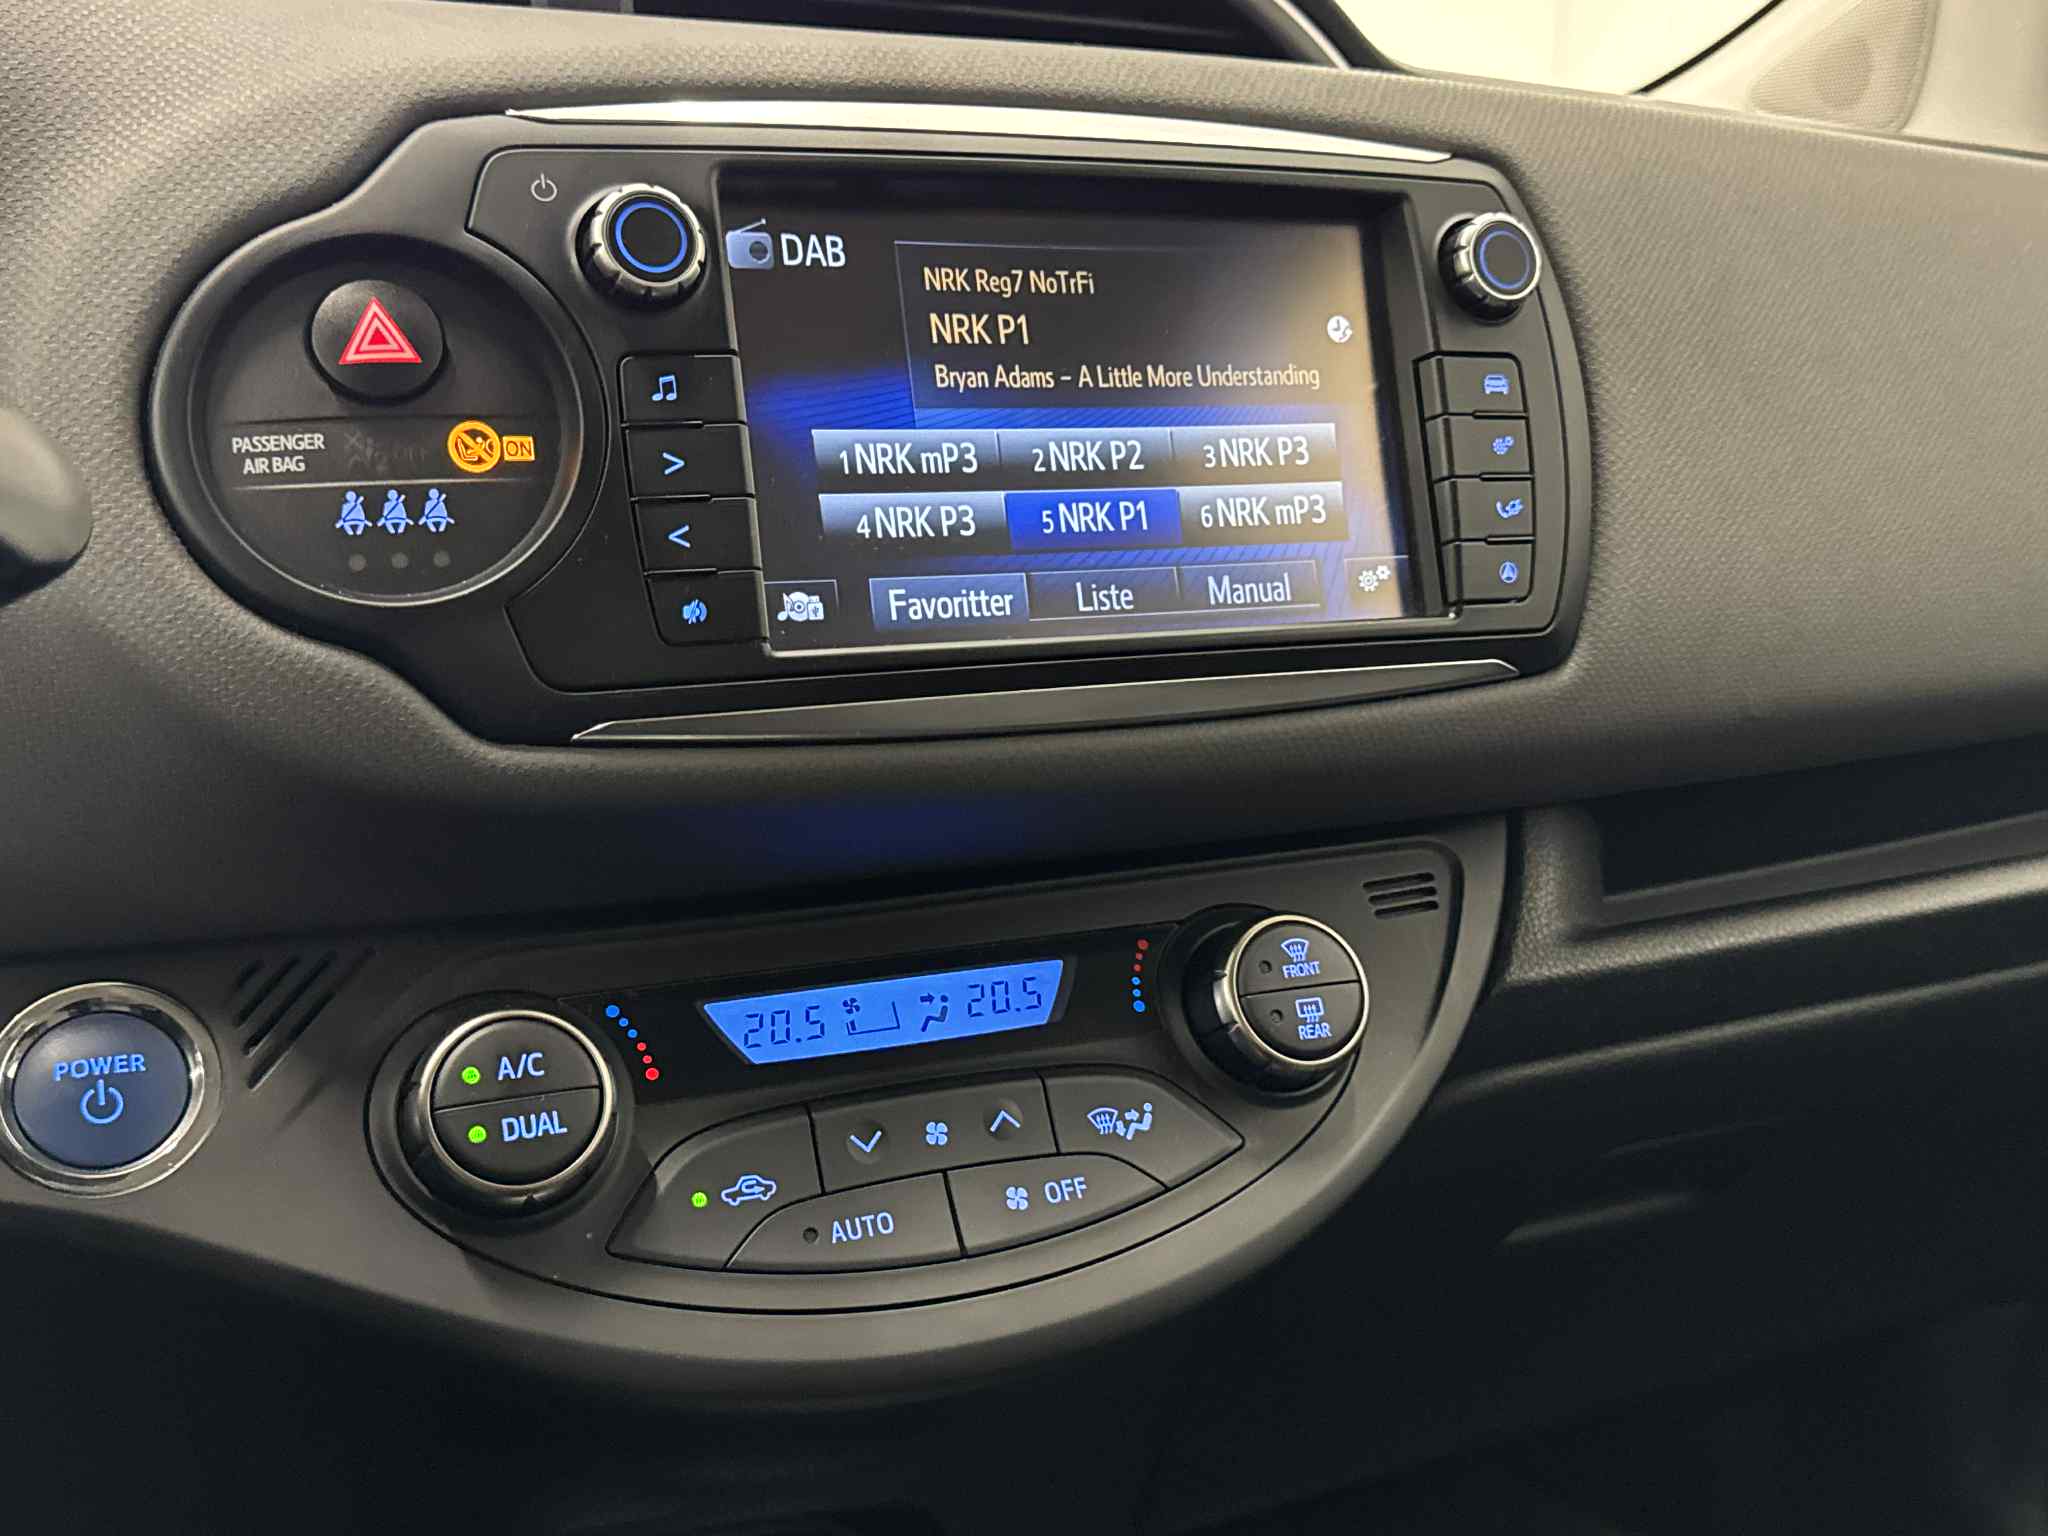 DAB
NRK Reg7 NoTrFi
NRK P1
Bryan Adams – A Little More Understanding
1 NRK mP3 2 NRK P2 3 NRK P3
4 NRK P3 5 NRK P1 6 NRK mP3
Favoritter Liste Manual
PASSENGER
AIR BAG
OFF ON
POWER
A/C
DUAL
20.5 20.5
FRONT
REAR
AUTO
OFF